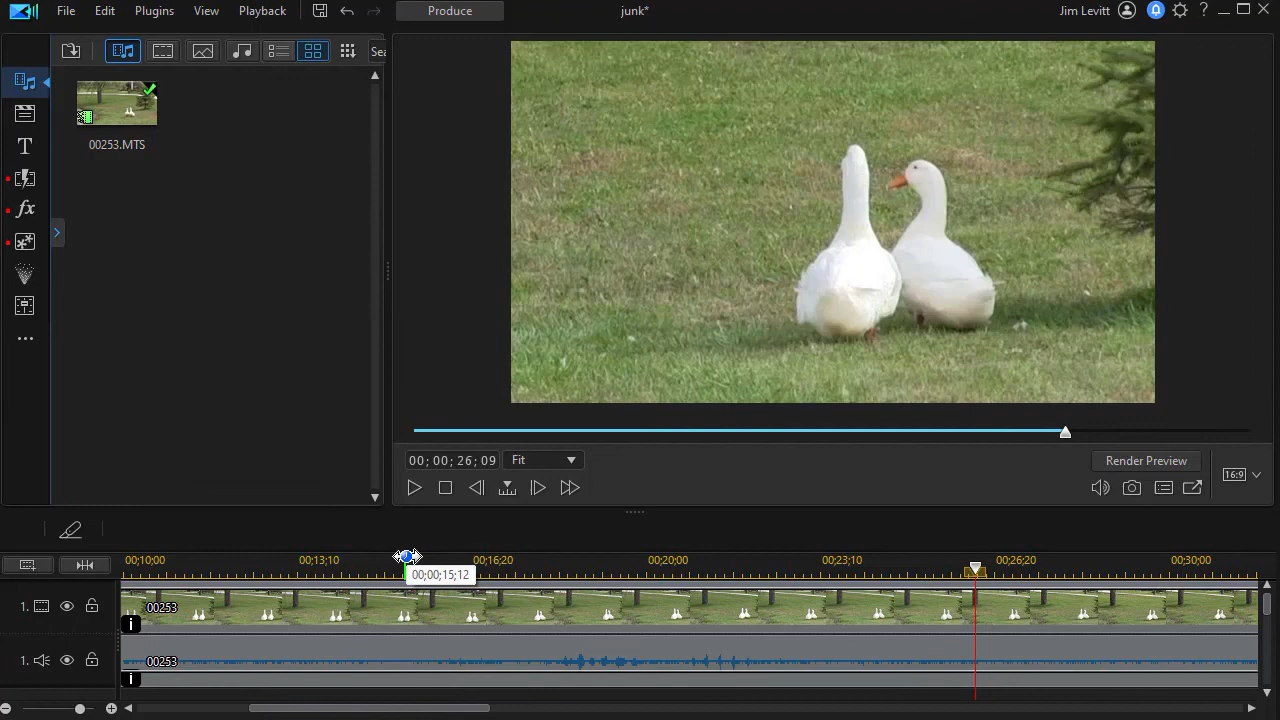 File Edit Plugins View Playback Produce junk* Jim Levitt ?
Sea
00253.MTS
T
fx
00; 00; 26; 09 Fit Render Preview 16:9
00;10;00 00;13;10 00;16;20 00;20;00 00;23;10 00;26;20 00;30;00
00;00;15;12
1. 00253
i
1. 00253
i